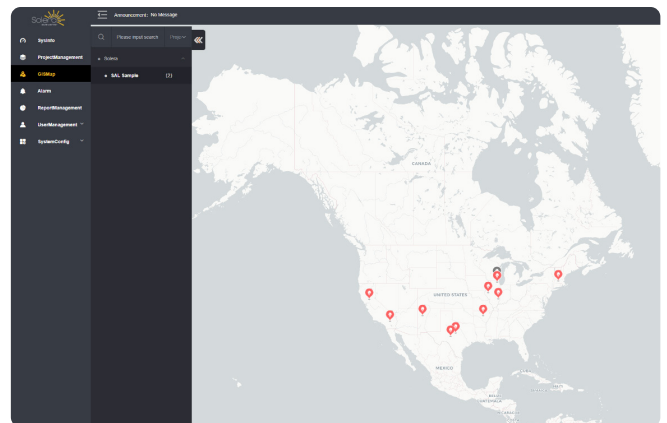 Announcement: No Message
SysInfo
ProjectManagement
GISMap
Alarm
ReportManagement
UserManagement
SystemConfig
Please input search
SAL Sample
CANADA
UNITED STATES
MEXICO
CUBA